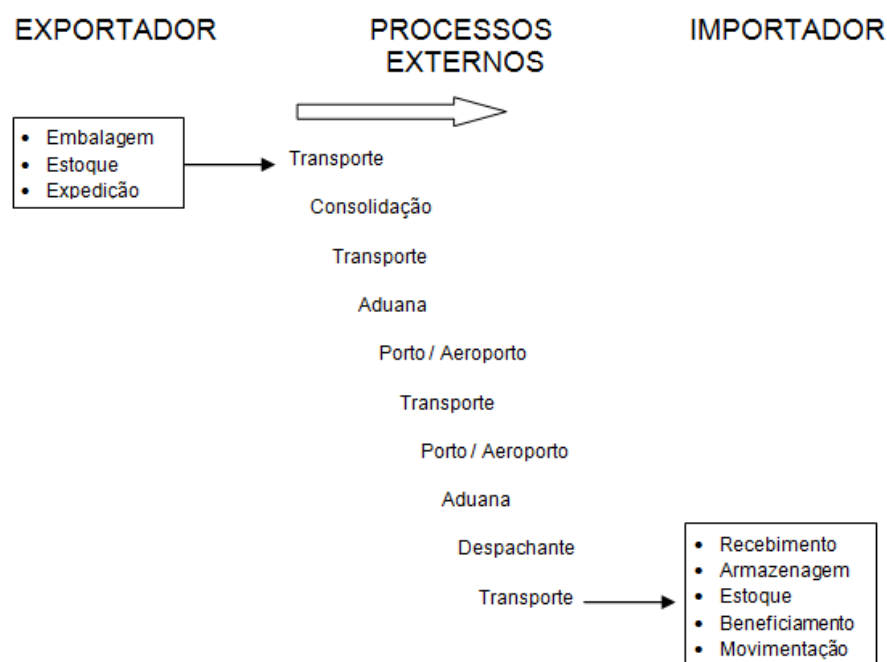 EXPORTADOR
PROCESSOS
EXTERNOS
IMPORTADOR
• Embalagem
• Estoque
• Expedição
Transporte
Consolidação
Transporte
Aduana
Porto / Aeroporto
Transporte
Porto / Aeroporto
Aduana
Despachante
Transporte
• Recebimento
• Armazenagem
• Estoque
• Beneficiamento
• Movimentação